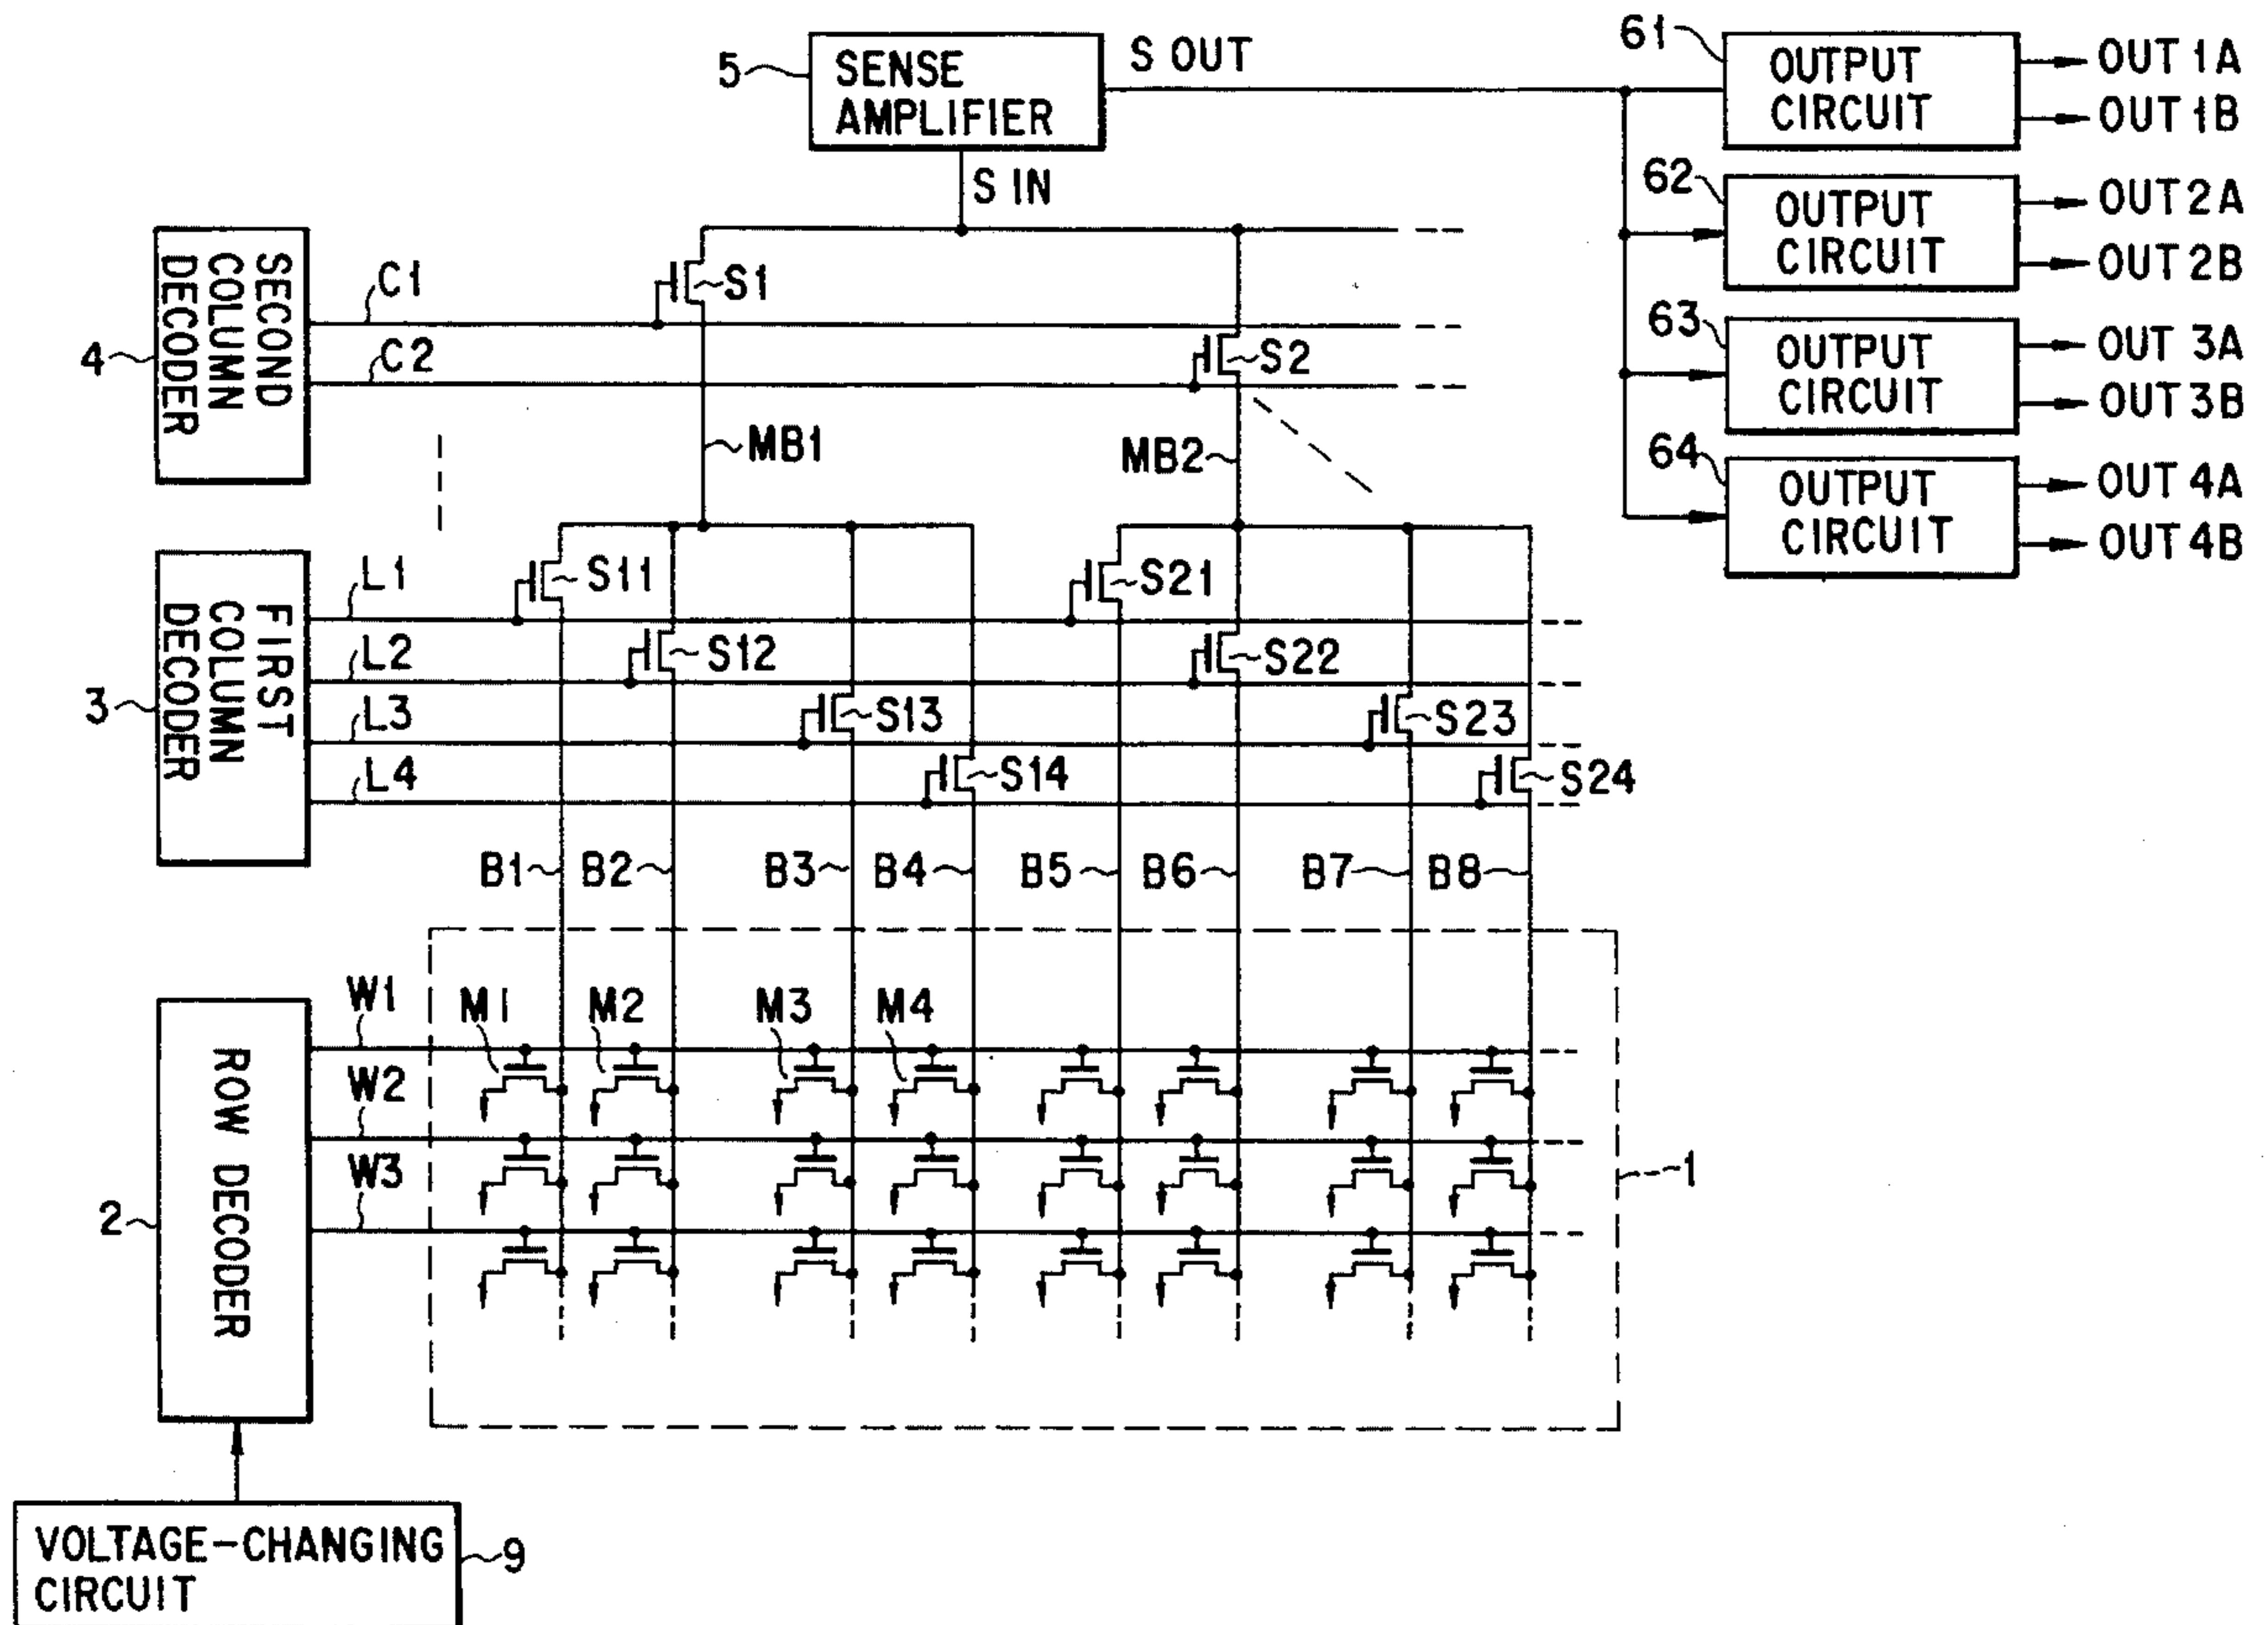 61
OUTPUT
CIRCUIT
OUT 1A
OUT 1B
5
SENSE
AMPLIFIER
S OUT
S IN
62
OUTPUT
CIRCUIT
OUT 2A
OUT 2B
63
OUTPUT
CIRCUIT
OUT 3A
OUT 3B
64
OUTPUT
CIRCUIT
OUT 4A
OUT 4B
4
SECOND
COLUMN
DECODER
C1
C2
S1
S2
MB1
MB2
3
FIRST
COLUMN
DECODER
L1
L2
L3
L4
S11
S12
S13
S14
S21
S22
S23
S24
B1
B2
B3
B4
B5
B6
B7
B8
2
ROW DECODER
W1
W2
W3
M1
M2
M3
M4
1
VOLTAGE-CHANGING
CIRCUIT
9